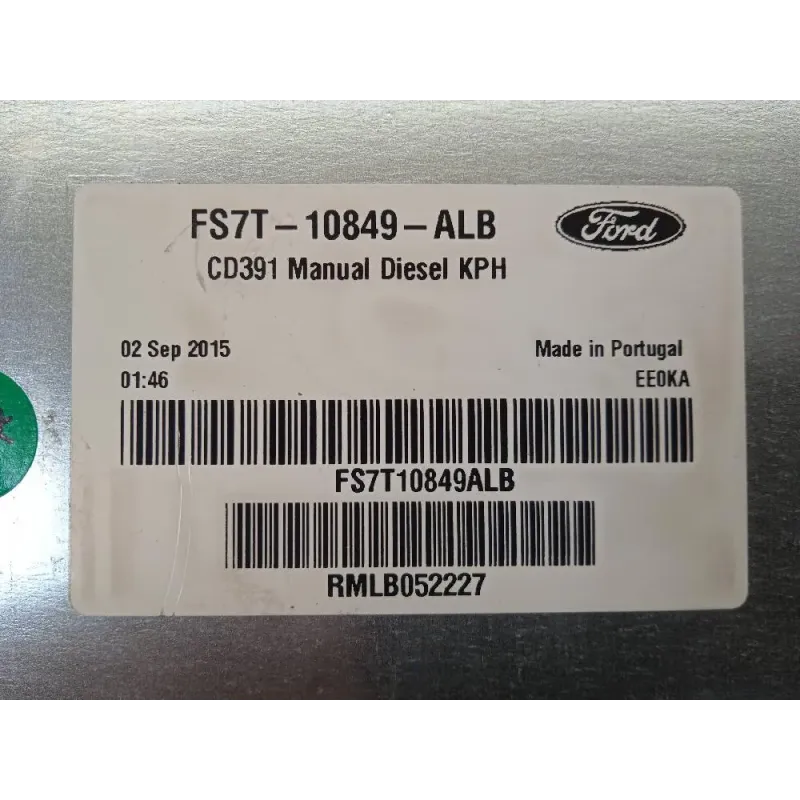 FS7T-10849-ALB
Ford
CD391 Manual Diesel KPH
02 Sep 2015
Made in Portugal
01:46
EE0KA
FS7T10849ALB
RMLB052227